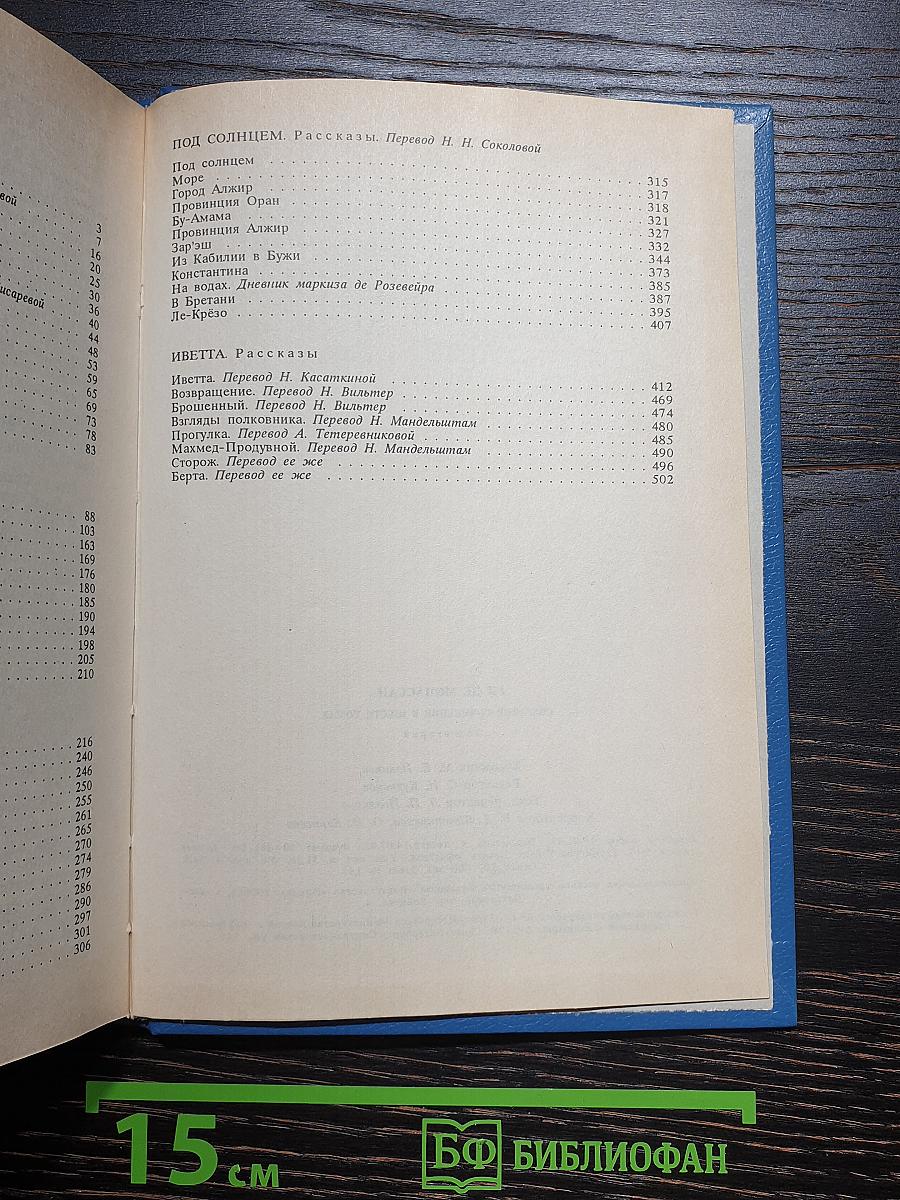 вой
3
7
16
20
25
30
исаревой
36
40
44
48
53
59
65
69
73
78
83
88
103
163
169
176
180
185
190
194
198
205
210
216
240
246
250
255
261
265
270
274
279
286
290
297
301
306
ПОД СОЛНЦЕМ. Рассказы. Перевод Н. Н. Соколовой
Под солнцем 315
Море 317
Город Алжир 318
Провинция Оран 321
Бу-Амама 327
Провинция Алжир 332
Зар'эш 344
Из Кабилии в Бужи 373
Константина 385
На водах. Дневник маркиза де Розевейра 387
В Бретани 395
Ле-Крёзо 407
ИВЕТТА. Рассказы
Иветта. Перевод Н. Касаткиной 412
Возвращение. Перевод Н. Вильтер 469
Брошенный. Перевод Н. Вильтер 474
Взгляды полковника. Перевод Н. Мандельштам 480
Прогулка. Перевод А. Тетеревниковой 485
Махмед-Продувной. Перевод Н. Мандельштам 490
Сторож. Перевод ее же 496
Берта. Перевод ее же 502
15 см
БФ БИБЛИОФАН